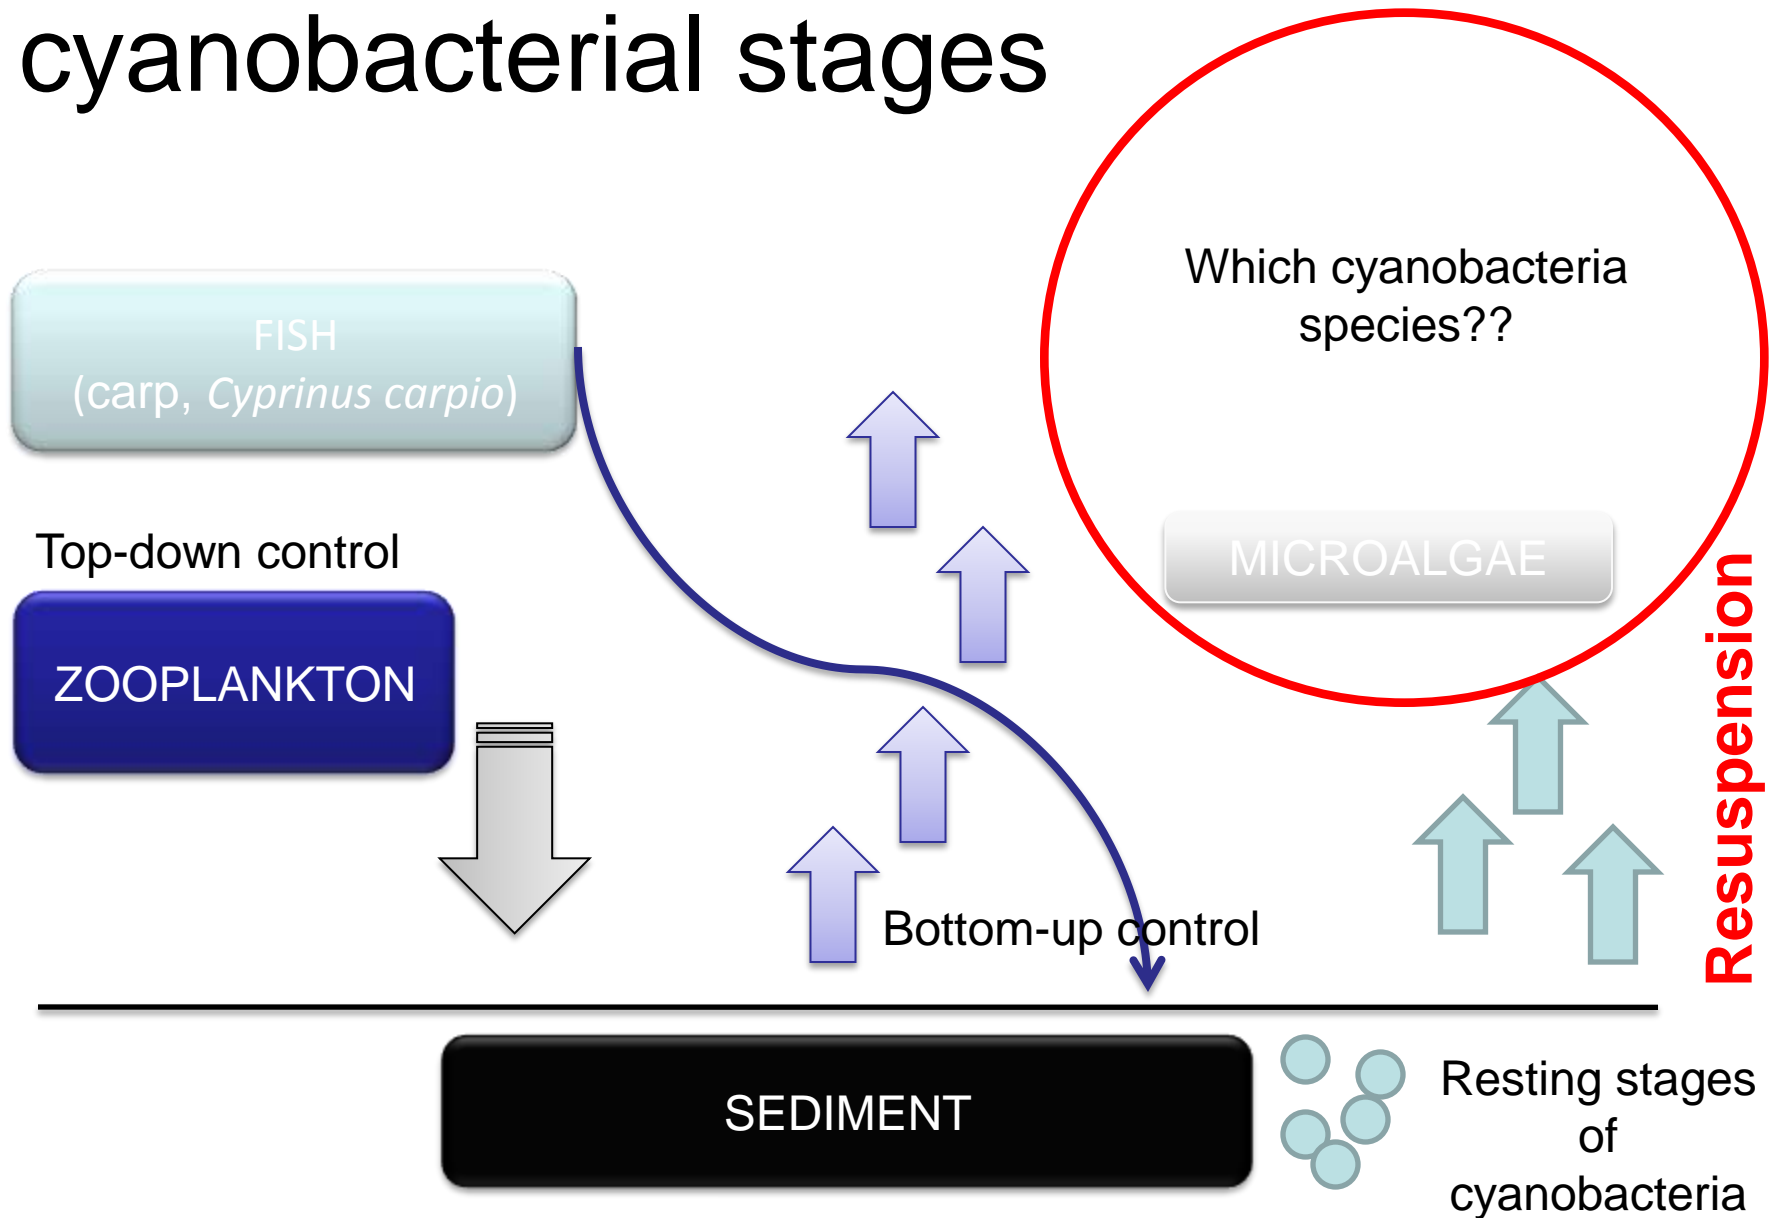 cyanobacterial stages
Which cyanobacteria
species??
FISH
(carp, Cyprinus carpio)
Top-down control
MICROALGAE
ZOOPLANKTON
Resuspension
Bottom-up control
SEDIMENT
Resting stages
of
cyanobacteria